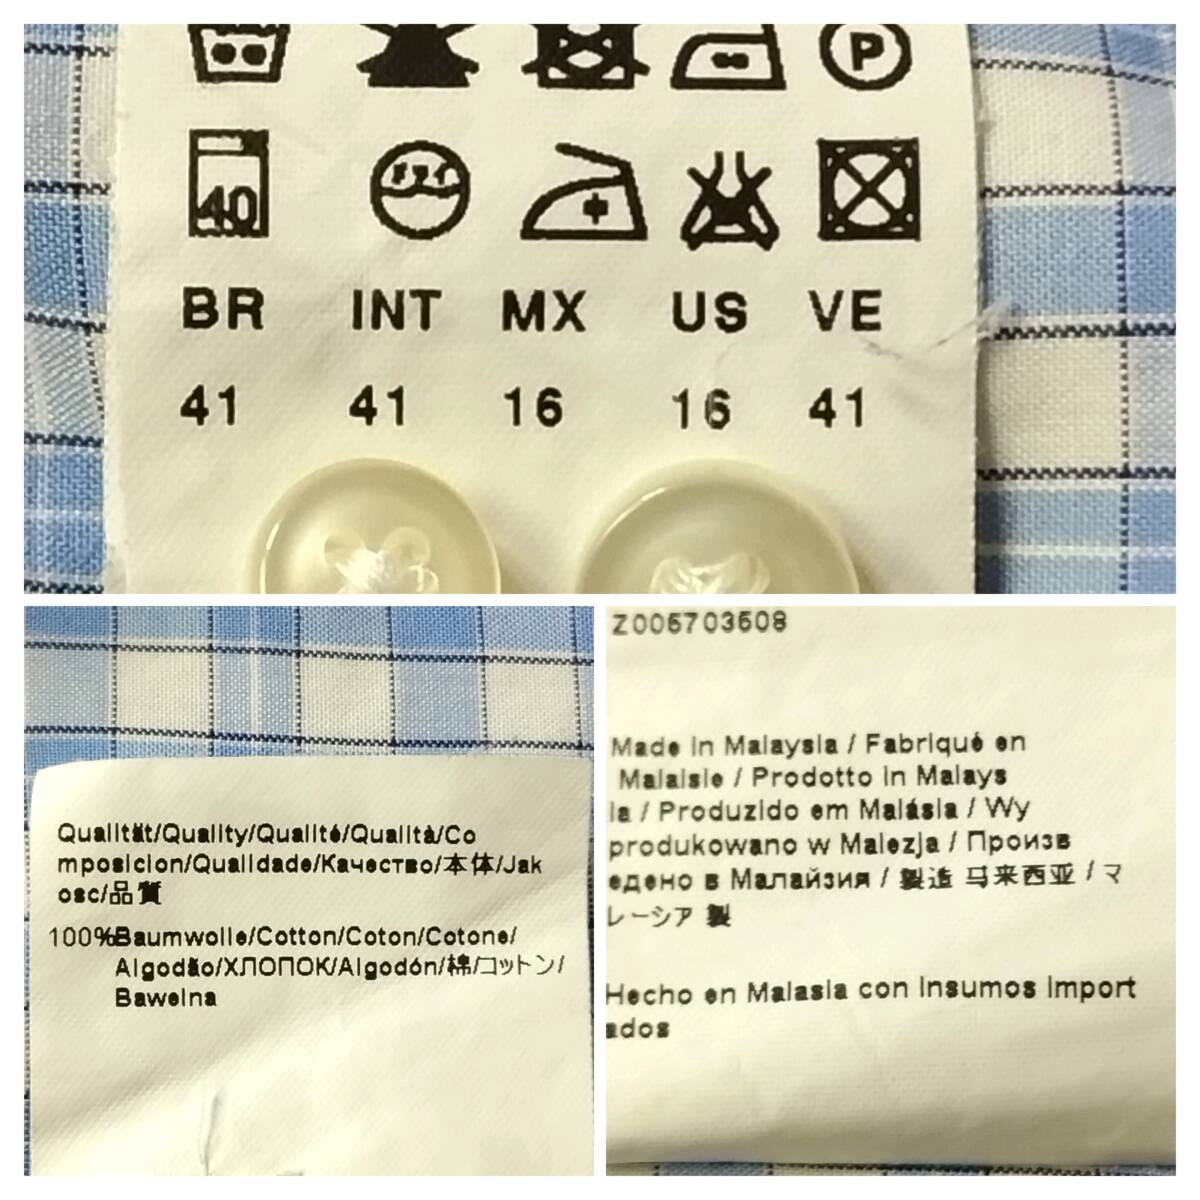 P
40
ドライ
BR INT MX US VE
41 41 16 16 41
Qualität/Quality/Qualité/Qualità/Co
mposicion/Qualidade/Качество/本体/Jak
osc/品質
100%Baumwolle/Cotton/Coton/Cotone/
Algodão/ХЛОПОК/Algodón/棉/コットン/
Bawelna
Z005703508
Made in Malaysia / Fabriqué en
Malaisie / Prodotto in Malays
ia / Produzido em Malásia / Wy
produkowano w Malezja / Произв
едено в Малайзия / 製造 马来西亚 / マ
レーシア 製
Hecho en Malasia con Insumos Import
ados